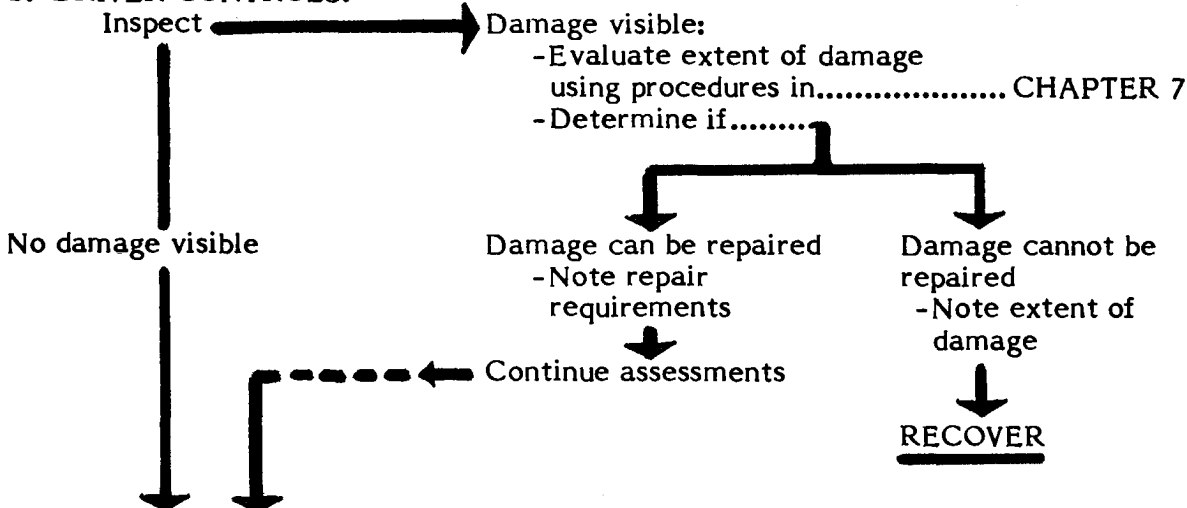 Inspect
Damage visible:
-Evaluate extent of damage
using procedures in..................... CHAPTER 7
-Determine if.........
No damage visible
Damage can be repaired
-Note repair
requirements
Continue assessments
Damage cannot be
repaired
-Note extent of
damage
RECOVER